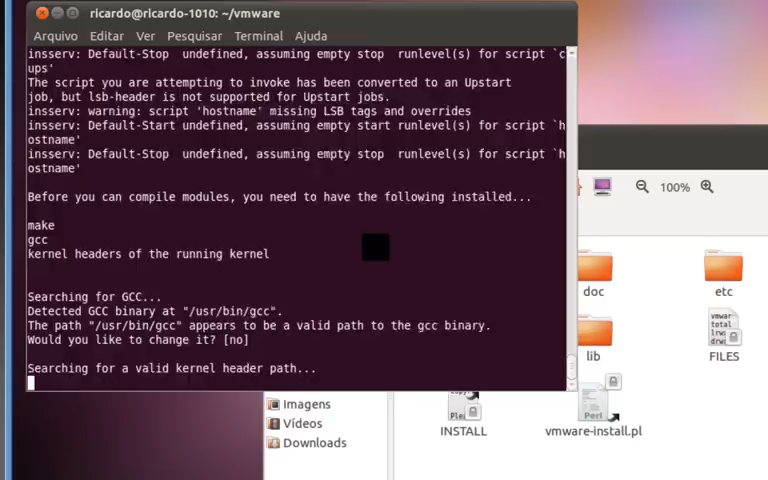 ricardo@ricardo-1010: ~/vmware
Arquivo Editar Ver Pesquisar Terminal Ajuda
insserv: Default-Stop  undefined, assuming empty stop  runlevel(s) for script `c
ups'
The script you are attempting to invoke has been converted to an Upstart
job, but lsb-header is not supported for Upstart jobs.
insserv: warning: script 'hostname' missing LSB tags and overrides
insserv: Default-Start undefined, assuming empty start runlevel(s) for script `h
ostname'
insserv: Default-Stop  undefined, assuming empty stop  runlevel(s) for script `h
ostname'
Before you can compile modules, you need to have the following installed...
make
gcc
kernel headers of the running kernel
Searching for GCC...
Detected GCC binary at "/usr/bin/gcc".
The path "/usr/bin/gcc" appears to be a valid path to the gcc binary.
Would you like to change it? [no]
Searching for a valid kernel header path...
100%
doc
etc
vmwar
total
lrwx
drwx
lib
FILES
Imagens
Vídeos
Downloads
Perl
INSTALL
vmware-install.pl